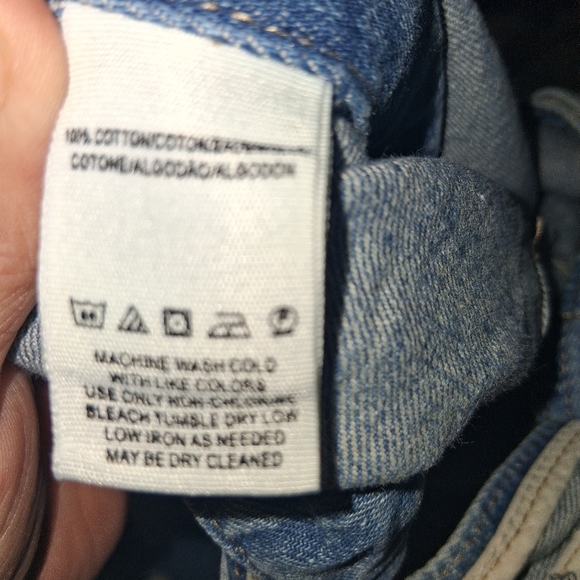 100% COTTON/COTON/
COTONE/ALGODÃO/ALGODON
MACHINE WASH COLD
WITH LIKE COLORS
USE ONLY NON-CHLORINE
BLEACH TUMBLE DRY LOW
LOW IRON AS NEEDED
MAY BE DRY CLEANED